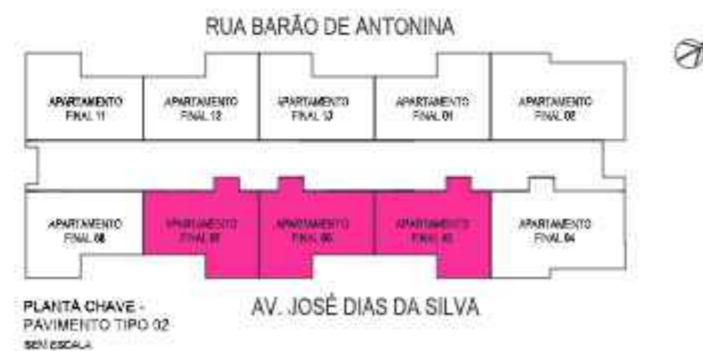 RUA BARÃO DE ANTONINA
APARTAMENTO
FINAL 11
APARTAMENTO
FINAL 12
APARTAMENTO
FINAL 13
APARTAMENTO
FINAL 01
APARTAMENTO
FINAL 02
APARTAMENTO
FINAL 08
APARTAMENTO
FINAL 07
APARTAMENTO
FINAL 06
APARTAMENTO
FINAL
APARTAMENTO
FINAL 04
PLANTA CHAVE -
PAVIMENTO TIPO 02
SEM ESCALA
AV. JOSÉ DIAS DA SILVA